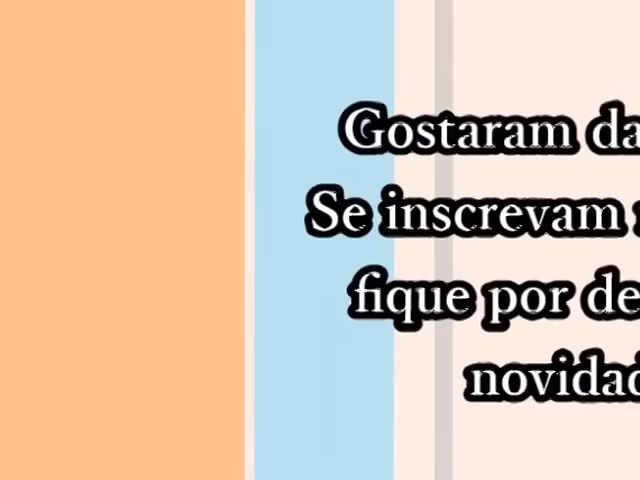 Gostaram da
Se inscrevam
fique por de
novidad